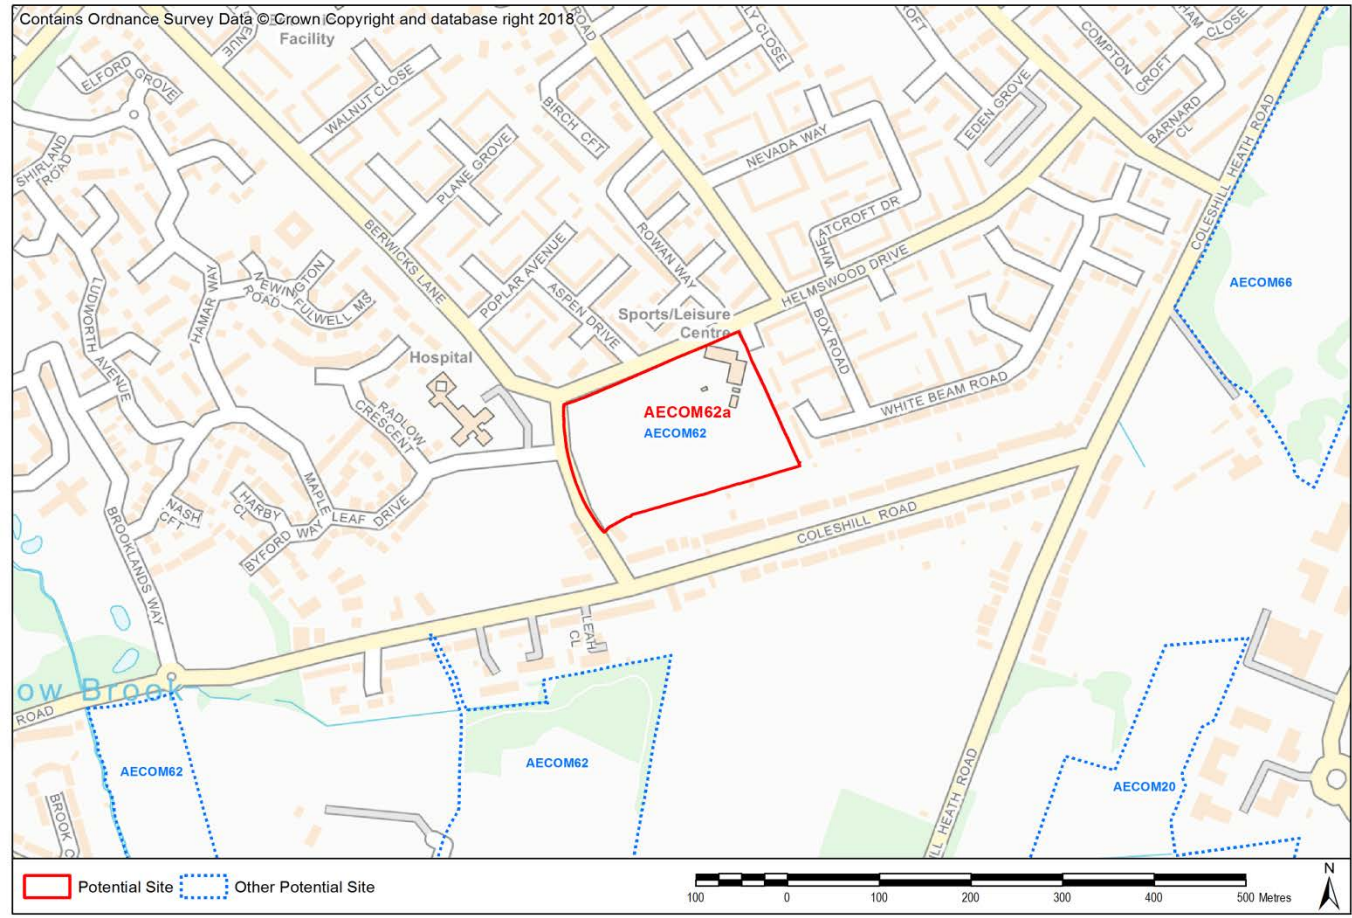 Contains Ordnance Survey Data © Crown Copyright and database right 2018
Facility
AVENUE
ROAD
CROFT
CLOSE
COMPTON
CROFT
CLOSE
ELFORD
GROVE
WALNUT CLOSE
BIRCH CFT
EDEN GROVE
BARNARD
CL
COLESHILL HEATH ROAD
SHIRLAND
ROAD
PLANE GROVE
NEVADA WAY
BERWICKS LANE
ROWAN WAY
WHEATCROFT DR
POPLAR AVENUE
ASPEN DRIVE
HELMSWOOD DRIVE
LUDWORTH AVENUE
HAMAR WAY
NEWINGTON
ROAD
FULWELL MS
AECOM66
Sports/Leisure
Centre
BOX ROAD
Hospital
WHITE BEAM ROAD
RADLOW
CRESCENT
AECOM62a
AECOM62
MAPLE LEAF DRIVE
HARBY
CL
NASH
CFT
BYFORD WAY
BROOKLANDS WAY
COLESHILL ROAD
LEAH
CL
ow Brook
ROAD
AECOM62
AECOM62
AECOM20
BROOK C
LL HEATH ROAD
Potential Site
Other Potential Site
100 0 100 200 300 400 500 Metres
N